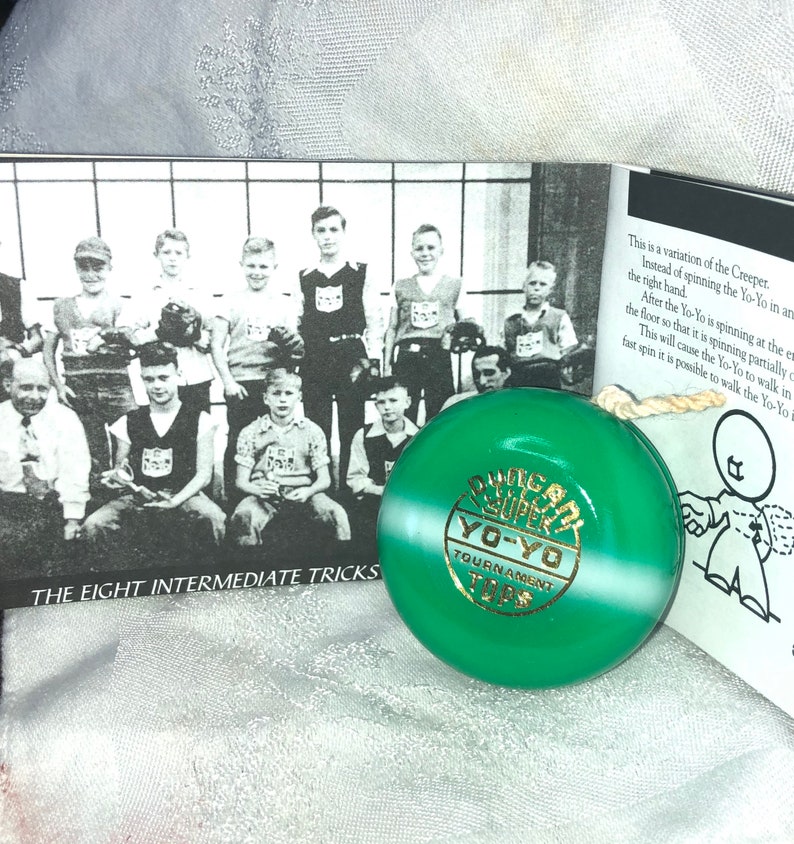 THE EIGHT INTERMEDIATE TRICKS
This is a variation of the Creeper.
Instead of spinning the Yo-Yo in an
the right hand.
After the Yo-Yo is spinning at the en
the floor so that it is spinning partially o
This will cause the Yo-Yo to walk in
fast spin it is possible to walk the Yo-Yo i
DUNCAN
SUPER
YO-YO
TOURNAMENT
TOPS